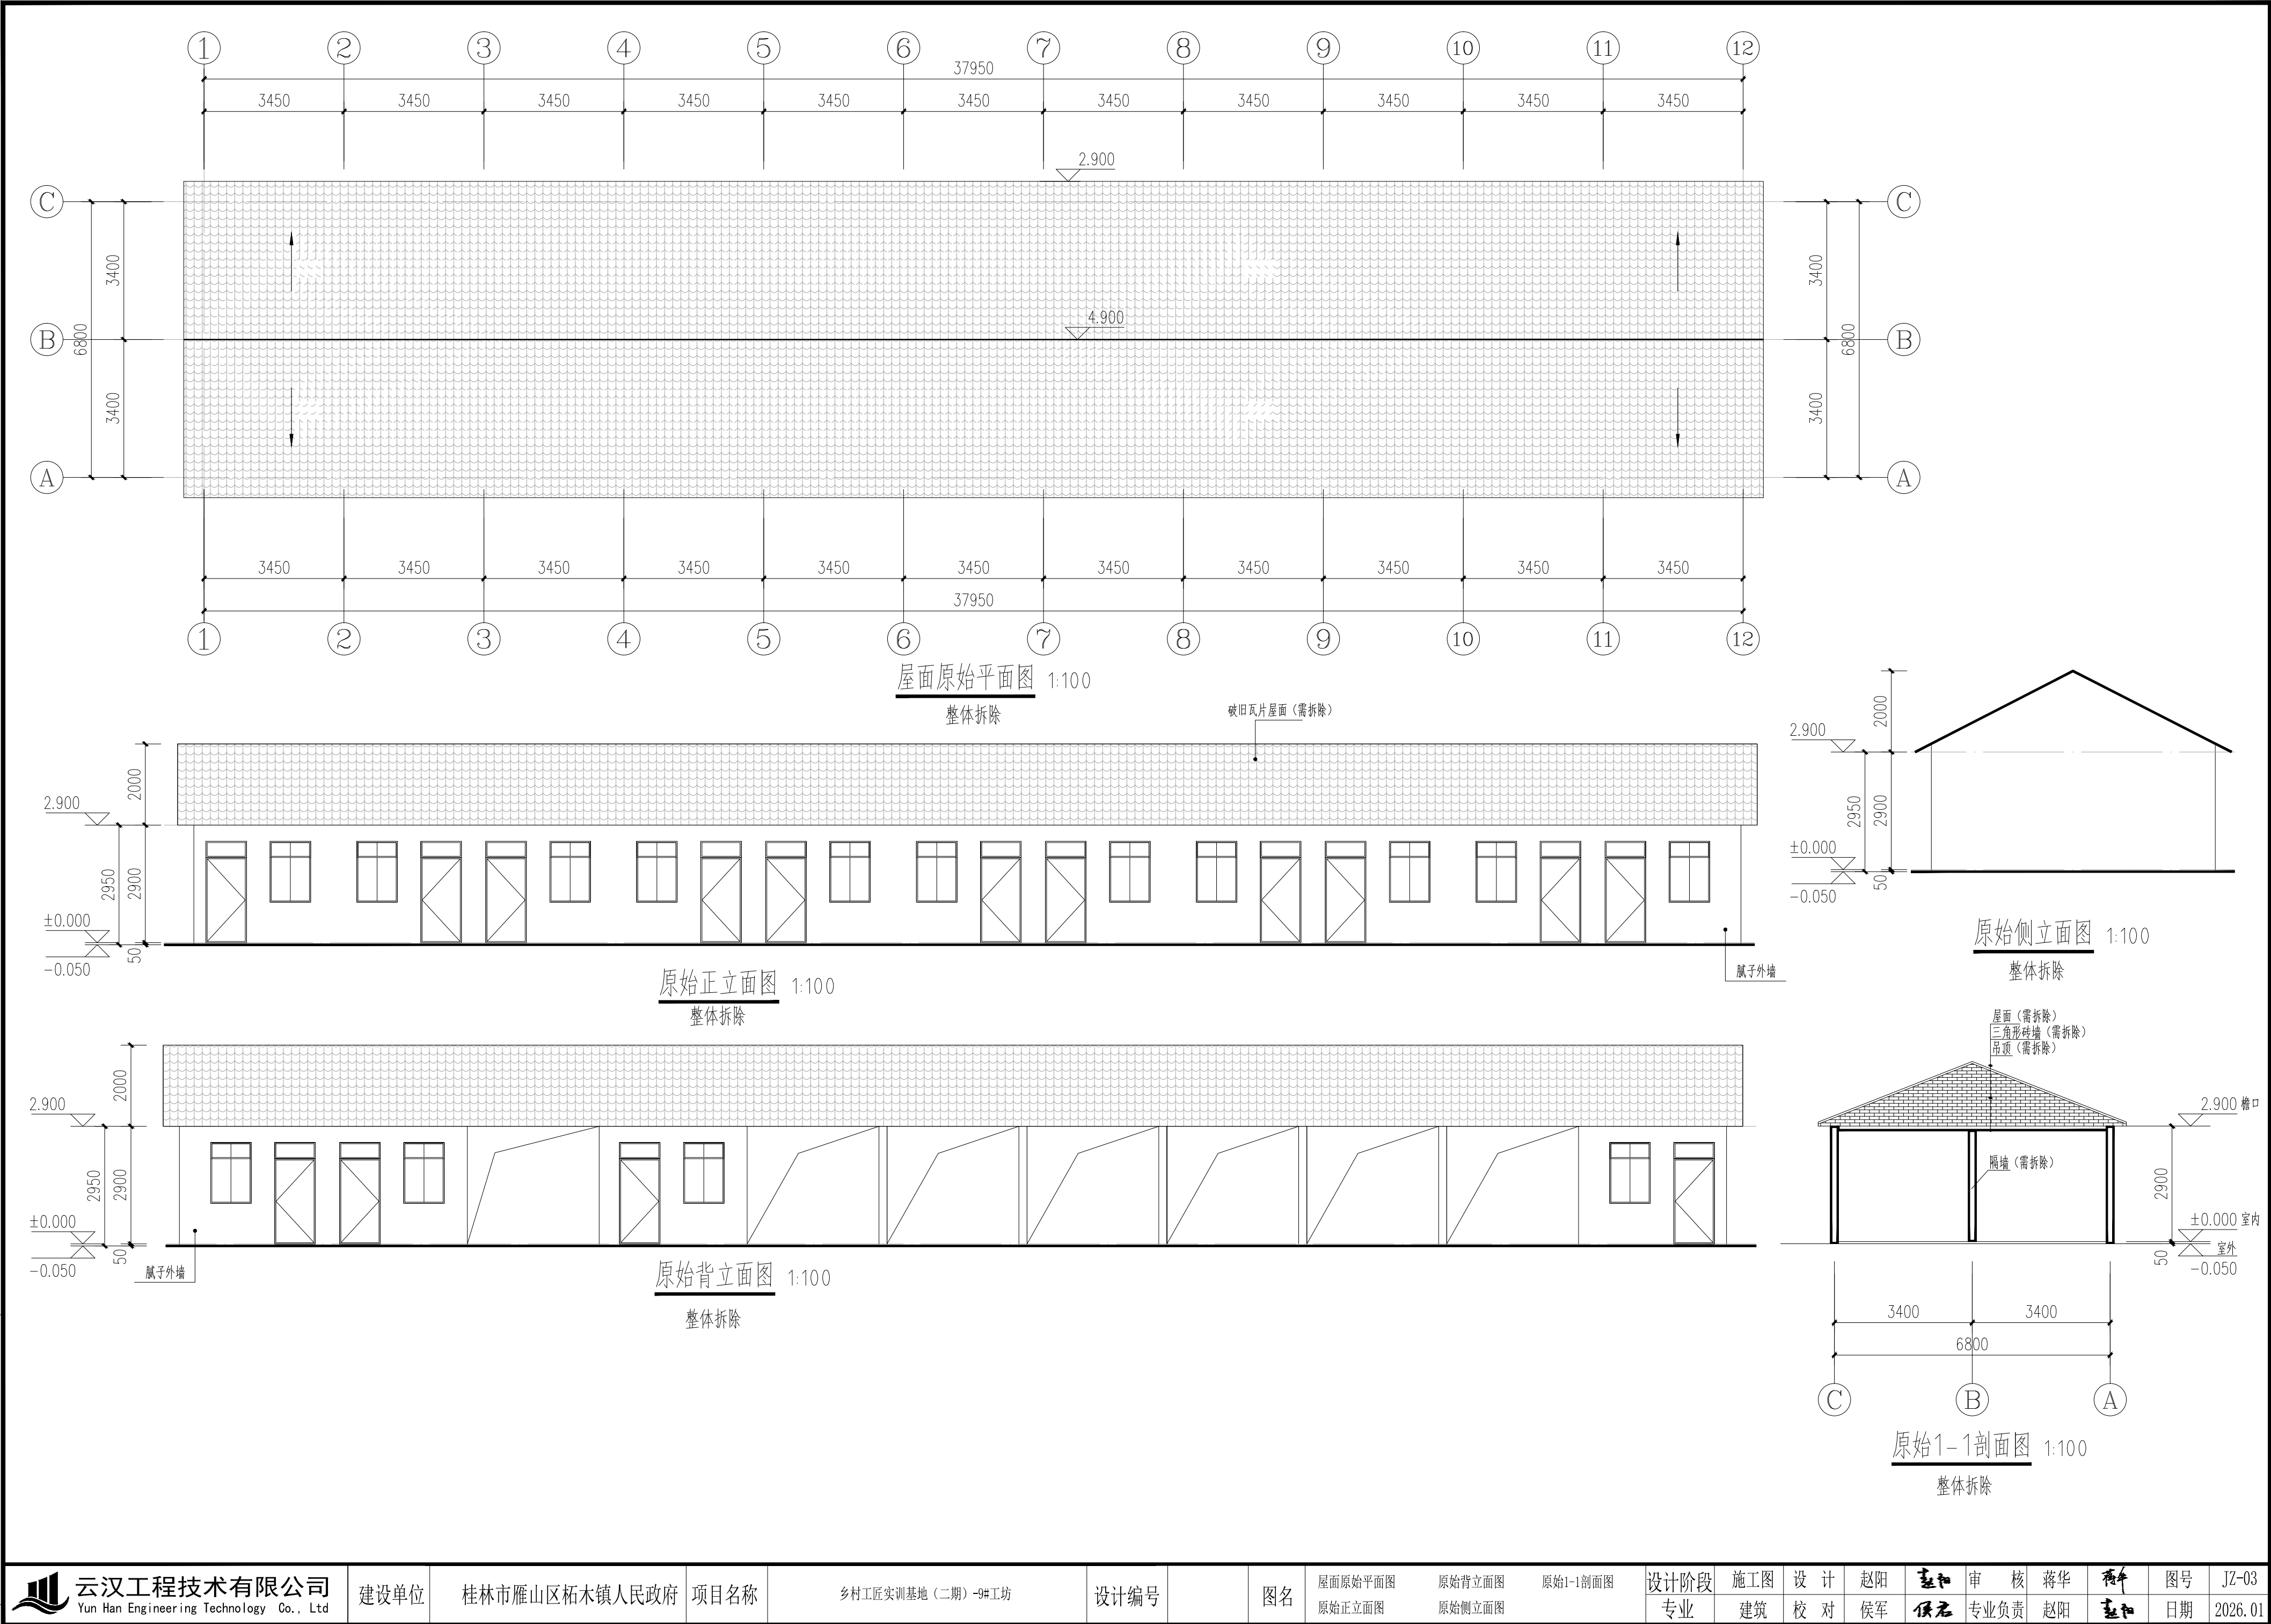 1 2 3 4 5 6 7 8 9 10 11 12
37950
3450 3450 3450 3450 3450 3450 3450 3450 3450 3450 3450
2.900
C C
3400 3400
4.900
B 6800 6800 B
3400 3400
A A
3450 3450 3450 3450 3450 3450 3450 3450 3450 3450 3450
37950
1 2 3 4 5 6 7 8 9 10 11 12
屋面原始平面图 1:100
整体拆除
破旧瓦片屋面（需拆除）
2000
2.900
2950 2900
±0.000
50
-0.050
腻子外墙
原始正立面图 1:100
整体拆除
2000
2.900
2950 2900
±0.000
50
-0.050
原始侧立面图 1:100
整体拆除
2000
2.900
2950 2900
±0.000
50
-0.050
腻子外墙
原始背立面图 1:100
整体拆除
屋面（需拆除）
三角形砖墙（需拆除）
吊顶（需拆除）
2.900 檐口
隔墙（需拆除）
2900
±0.000 室内
50 室外
-0.050
3400 3400
6800
C B A
原始1-1剖面图 1:100
整体拆除
云汉工程技术有限公司
Yun Han Engineering Technology Co., Ltd
建设单位 桂林市雁山区柘木镇人民政府 项目名称 乡村工匠实训基地（二期）-9#工坊 设计编号 图名
屋面原始平面图 原始背立面图 原始1-1剖面图
原始正立面图 原始侧立面图
设计阶段 施工图 设 计 赵阳 赵阳 审 核 蒋华 蒋华 图号 JZ-03
专业 建筑 校 对 侯军 侯君 专业负责 赵阳 赵阳 日期 2026.01